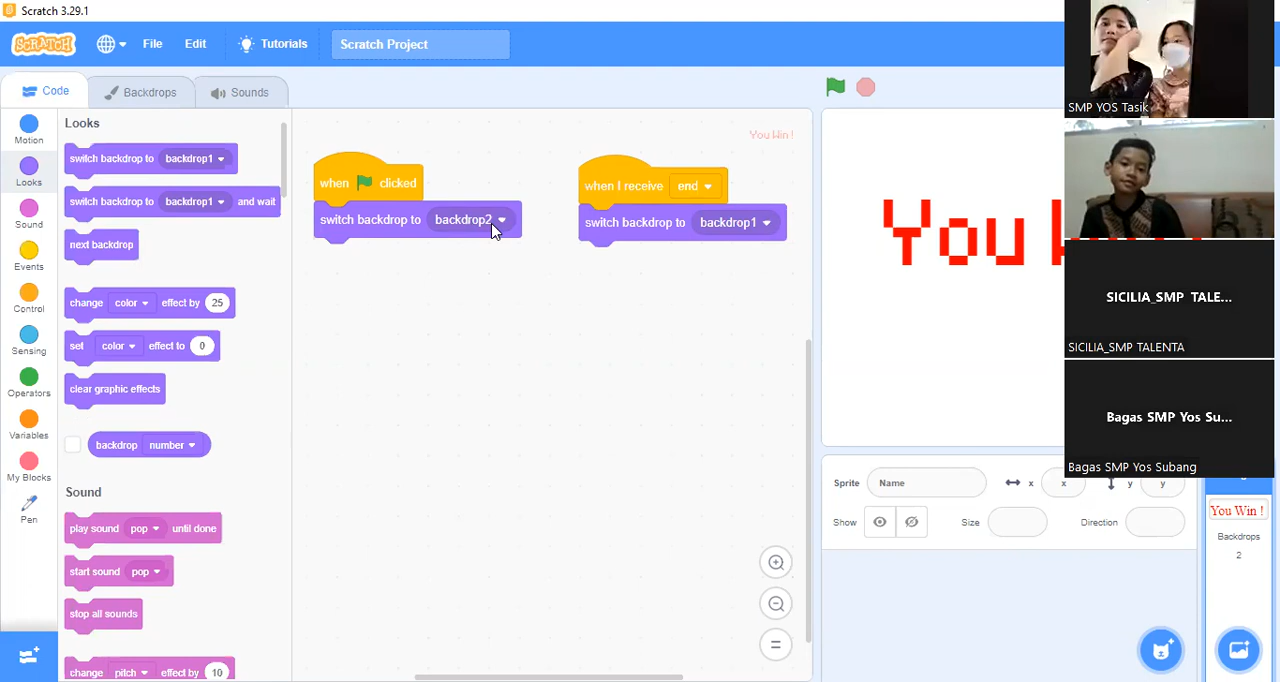 Scratch 3.29.1
SCRATCH
File
Edit
Tutorials
Scratch Project
Code
Backdrops
Sounds
Motion
Looks
Sound
Events
Control
Sensing
Operators
Variables
My Blocks
Pen
Looks
switch backdrop to backdrop1
switch backdrop to backdrop1 and wait
next backdrop
change color effect by 25
set color effect to 0
clear graphic effects
backdrop number
Sound
play sound pop until done
start sound pop
stop all sounds
change pitch effect by 10
You Win !
when clicked
switch backdrop to backdrop2
when I receive end
switch backdrop to backdrop1
You
Sprite
Name
x
x
y
y
Show
Size
Direction
You Win !
Backdrops
2
SMP YOS Tasik
SICILIA_SMP TALE...
SICILIA_SMP TALENTA
Bagas SMP Yos Su...
Bagas SMP Yos Subang